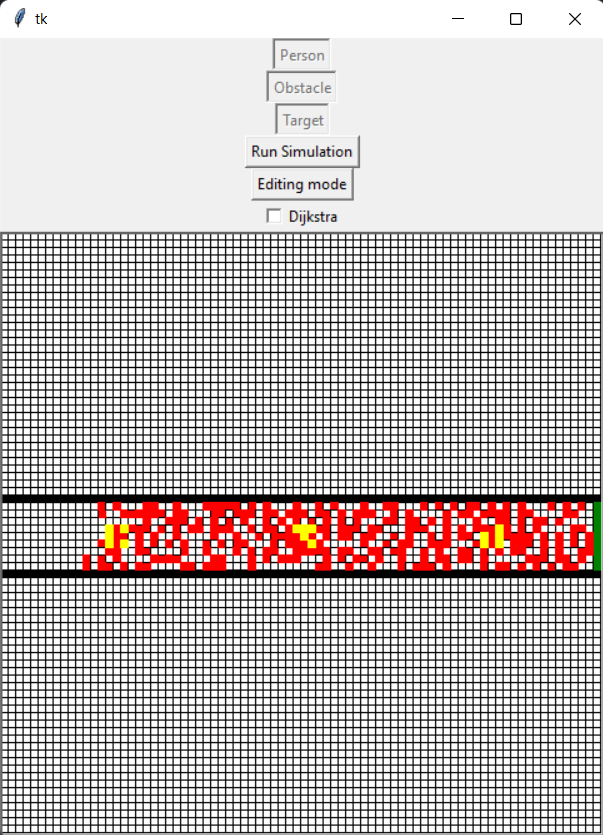 tk
Person
Obstacle
Target
Run Simulation
Editing mode
Dijkstra